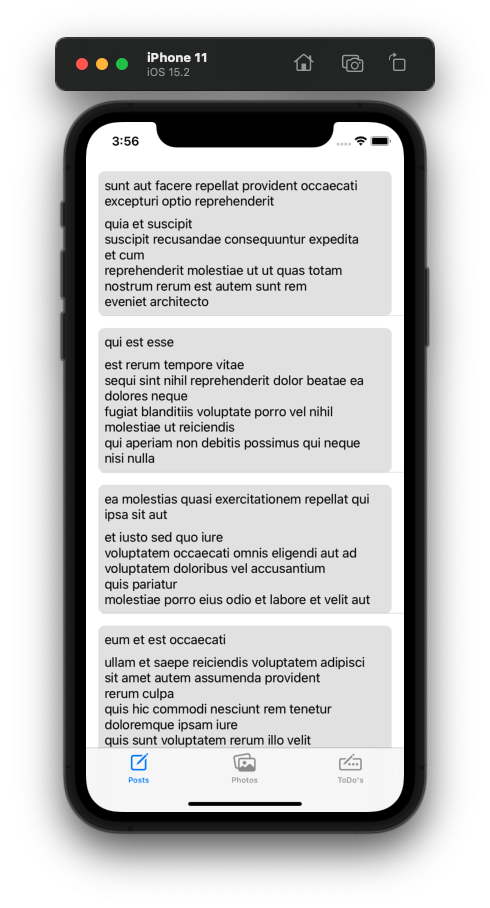 iPhone 11
iOS 15.2
3:56
sunt aut facere repellat provident occaecati
excepturi optio reprehenderit
quia et suscipit
suscipit recusandae consequuntur expedita
et cum
reprehenderit molestiae ut ut quas totam
nostrum rerum est autem sunt rem
eveniet architecto
qui est esse
est rerum tempore vitae
sequi sint nihil reprehenderit dolor beatae ea
dolores neque
fugiat blanditiis voluptate porro vel nihil
molestiae ut reiciendis
qui aperiam non debitis possimus qui neque
nisi nulla
ea molestias quasi exercitationem repellat qui
ipsa sit aut
et iusto sed quo iure
voluptatem occaecati omnis eligendi aut ad
voluptatem doloribus vel accusantium
quis pariatur
molestiae porro eius odio et labore et velit aut
eum et est occaecati
ullam et saepe reiciendis voluptatem adipisci
sit amet autem assumenda provident
rerum culpa
quis hic commodi nesciunt rem tenetur
doloremque ipsam iure
quis sunt voluptatem rerum illo velit
Posts
Photos
ToDo's